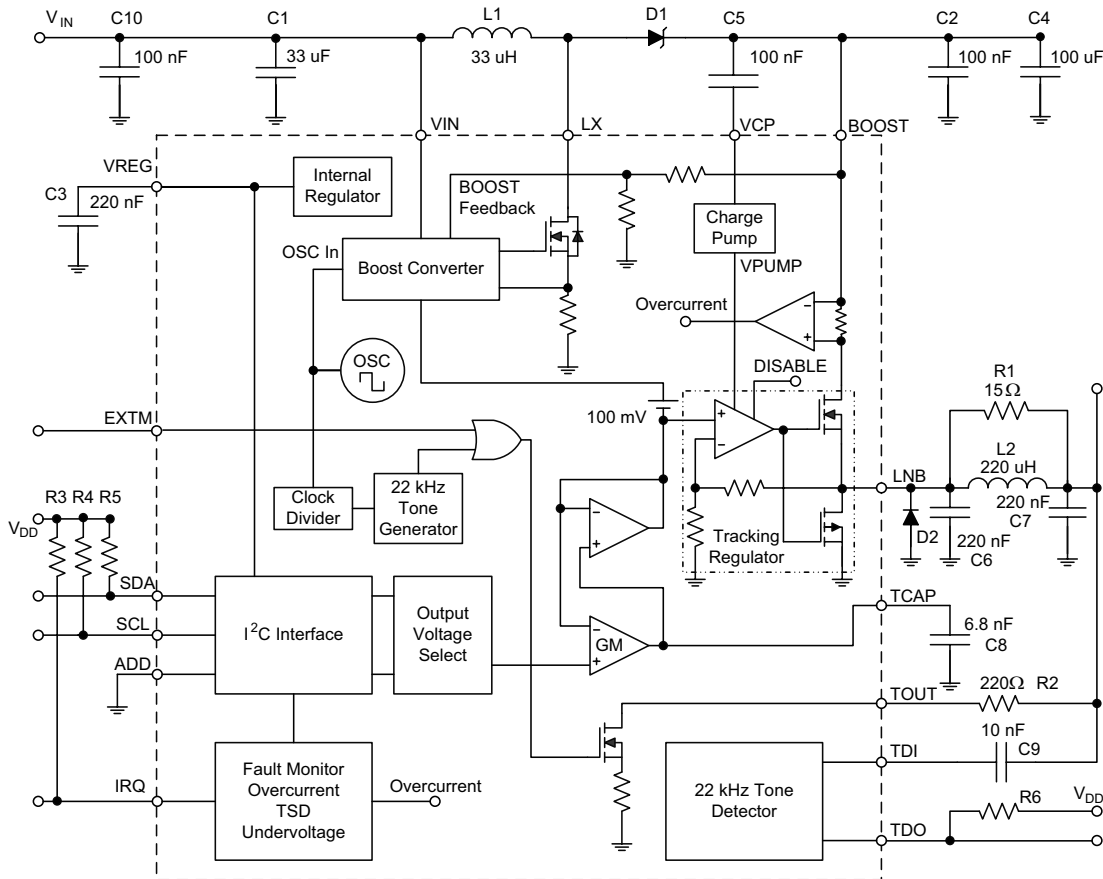 V_IN
C10
C1
L1
D1
C5
C2
C4
100 nF
33 uF
33 uH
100 nF
100 nF
100 uF
VIN
LX
VCP
BOOST
VREG
C3
220 nF
Internal
Regulator
BOOST
Feedback
Charge
Pump
OSC In
Boost Converter
VPUMP
Overcurrent
−
+
OSC
DISABLE
R1
15Ω
EXTM
100 mV
+
−
L2
220 uH
LNB
R3
R4
R5
V_DD
Clock
Divider
22 kHz
Tone
Generator
−
+
Tracking
Regulator
D2
220 nF
C6
220 nF
C7
SDA
SCL
ADD
I²C Interface
Output
Voltage
Select
−
GM
+
TCAP
6.8 nF
C8
TOUT
220Ω
R2
10 nF
C9
TDI
IRQ
Fault Monitor
Overcurrent
TSD
Undervoltage
Overcurrent
22 kHz Tone
Detector
R6
V_DD
TDO